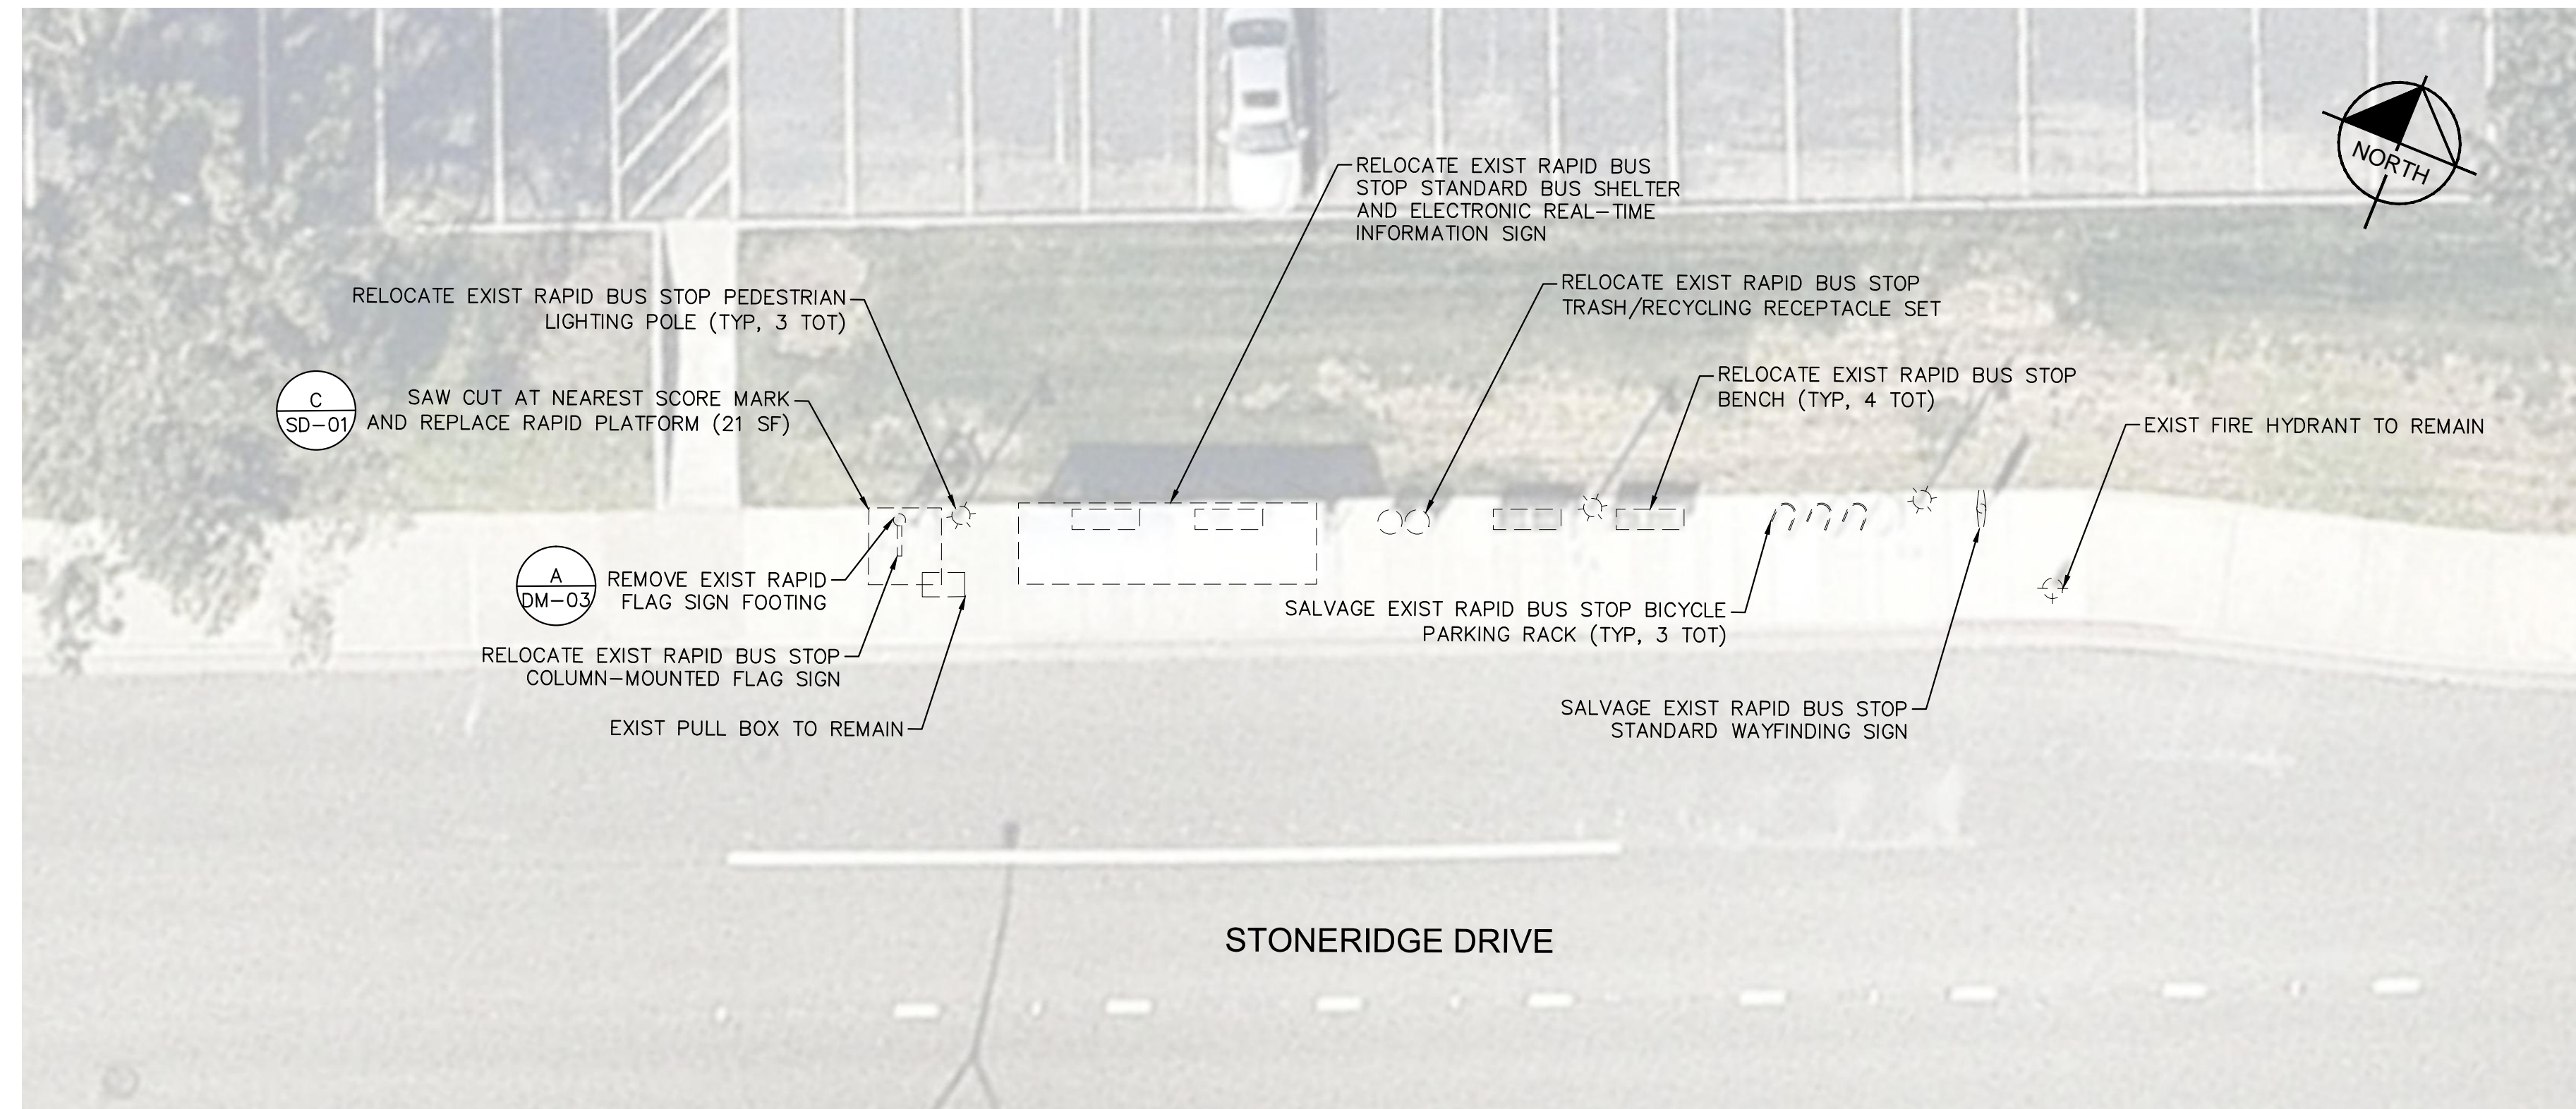 NORTH
RELOCATE EXIST RAPID BUS
STOP STANDARD BUS SHELTER
AND ELECTRONIC REAL-TIME
INFORMATION SIGN
RELOCATE EXIST RAPID BUS STOP PEDESTRIAN
LIGHTING POLE (TYP, 3 TOT)
RELOCATE EXIST RAPID BUS STOP
TRASH/RECYCLING RECEPTACLE SET
C
SD-01
SAW CUT AT NEAREST SCORE MARK
AND REPLACE RAPID PLATFORM (21 SF)
RELOCATE EXIST RAPID BUS STOP
BENCH (TYP, 4 TOT)
EXIST FIRE HYDRANT TO REMAIN
A
DM-03
REMOVE EXIST RAPID
FLAG SIGN FOOTING
SALVAGE EXIST RAPID BUS STOP BICYCLE
PARKING RACK (TYP, 3 TOT)
RELOCATE EXIST RAPID BUS STOP
COLUMN-MOUNTED FLAG SIGN
EXIST PULL BOX TO REMAIN
SALVAGE EXIST RAPID BUS STOP
STANDARD WAYFINDING SIGN
STONERIDGE DRIVE